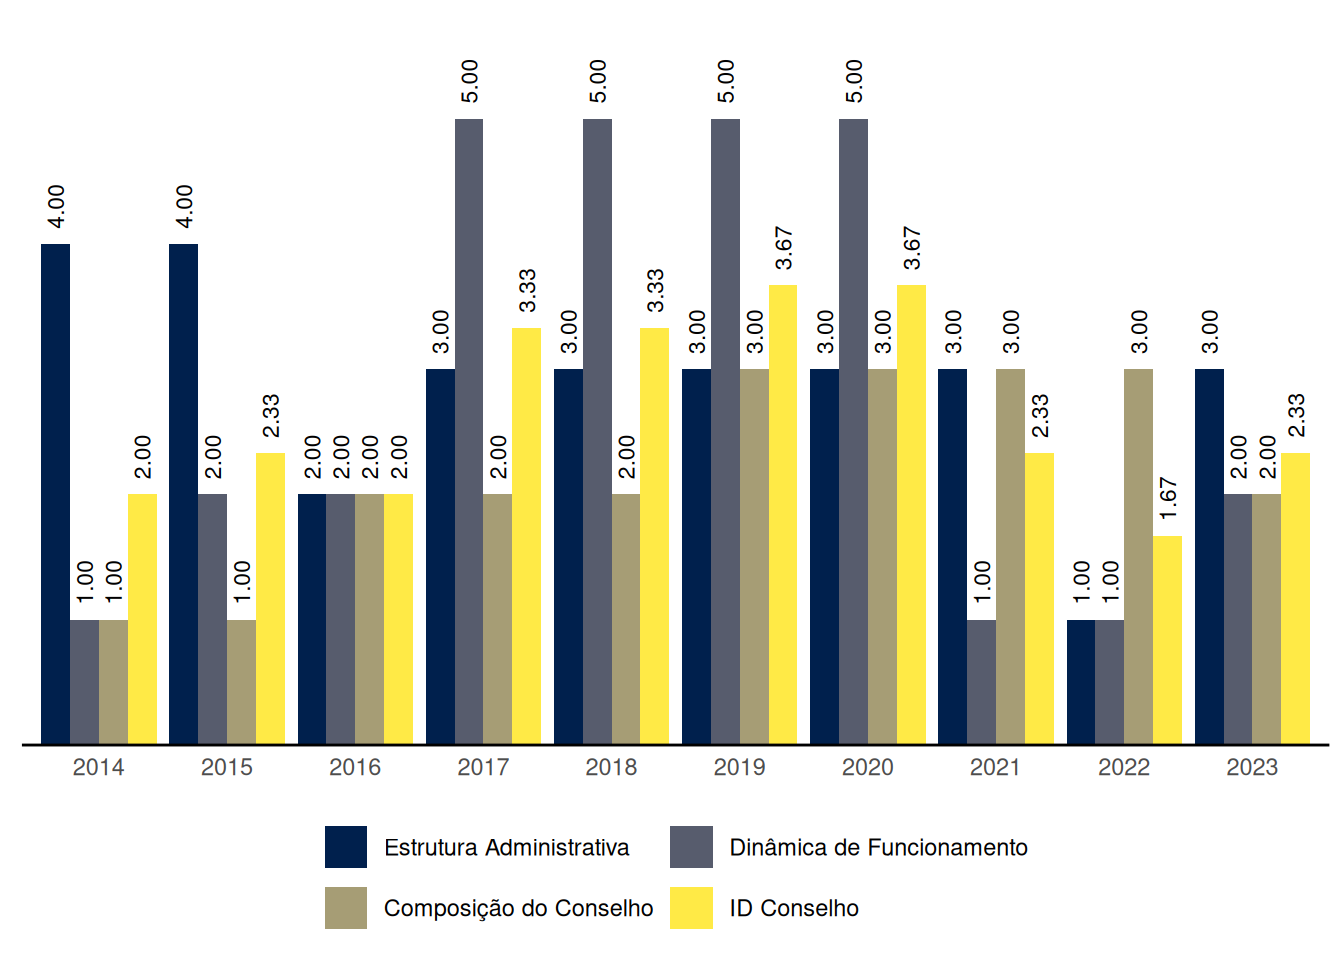 5.00 5.00 5.00 5.00
4.00 4.00
3.67 3.67
3.33 3.33
3.00 3.00 3.00 3.00 3.00 3.00 3.00 3.00 3.00 3.00
2.33 2.33 2.33
2.00 2.00 2.00 2.00 2.00 2.00 2.00 2.00 2.00 2.00
1.67
1.00 1.00 1.00 1.00 1.00 1.00
2014 2015 2016 2017 2018 2019 2020 2021 2022 2023
Estrutura Administrativa Dinâmica de Funcionamento
Composição do Conselho ID Conselho